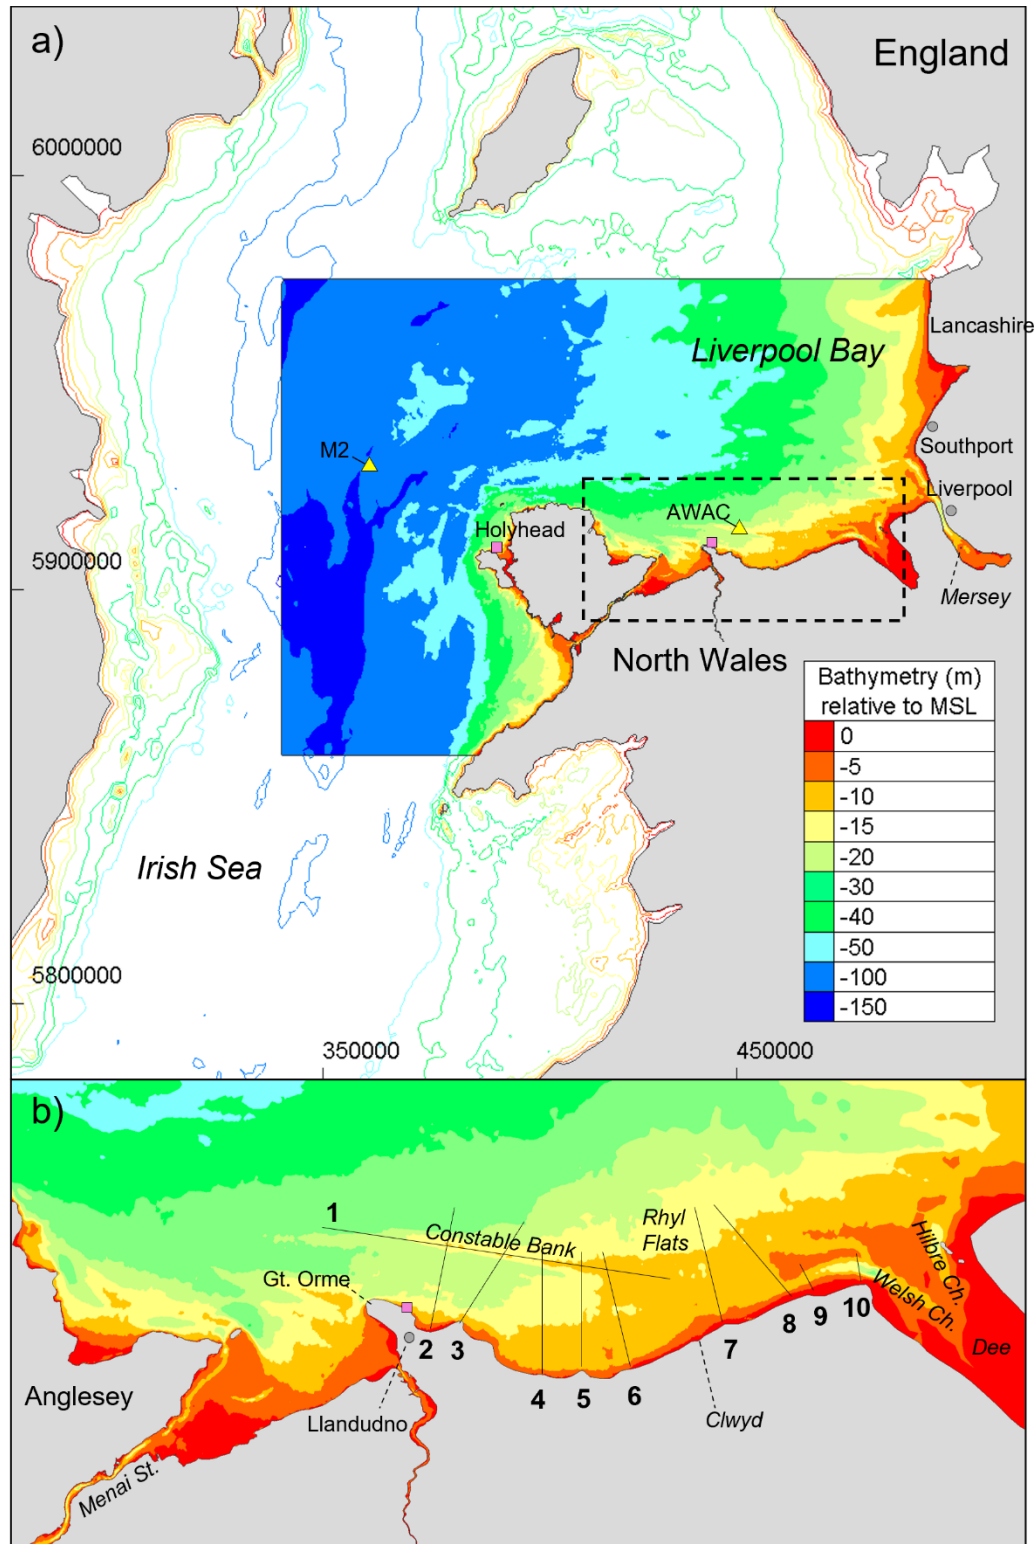 a)
England
6000000
Lancashire
Liverpool Bay
Southport
M2
Liverpool
AWAC
Holyhead
5900000
Mersey
North Wales
Bathymetry (m)
relative to MSL
0
-5
-10
-15
-20
-30
-40
-50
-100
-150
Irish Sea
5800000
350000
450000
b)
1
Constable Bank
Rhyl
Flats
Hilbre Ch.
Gt. Orme
Welsh Ch.
2
3
4
5
6
7
8
9
10
Dee
Anglesey
Llandudno
Clwyd
Menai St.